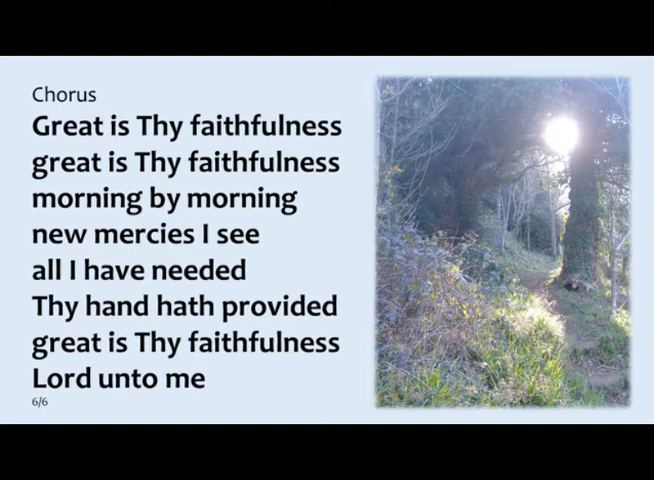 Chorus
Great is Thy faithfulness
great is Thy faithfulness
morning by morning
new mercies I see
all I have needed
Thy hand hath provided
great is Thy faithfulness
Lord unto me
6/6